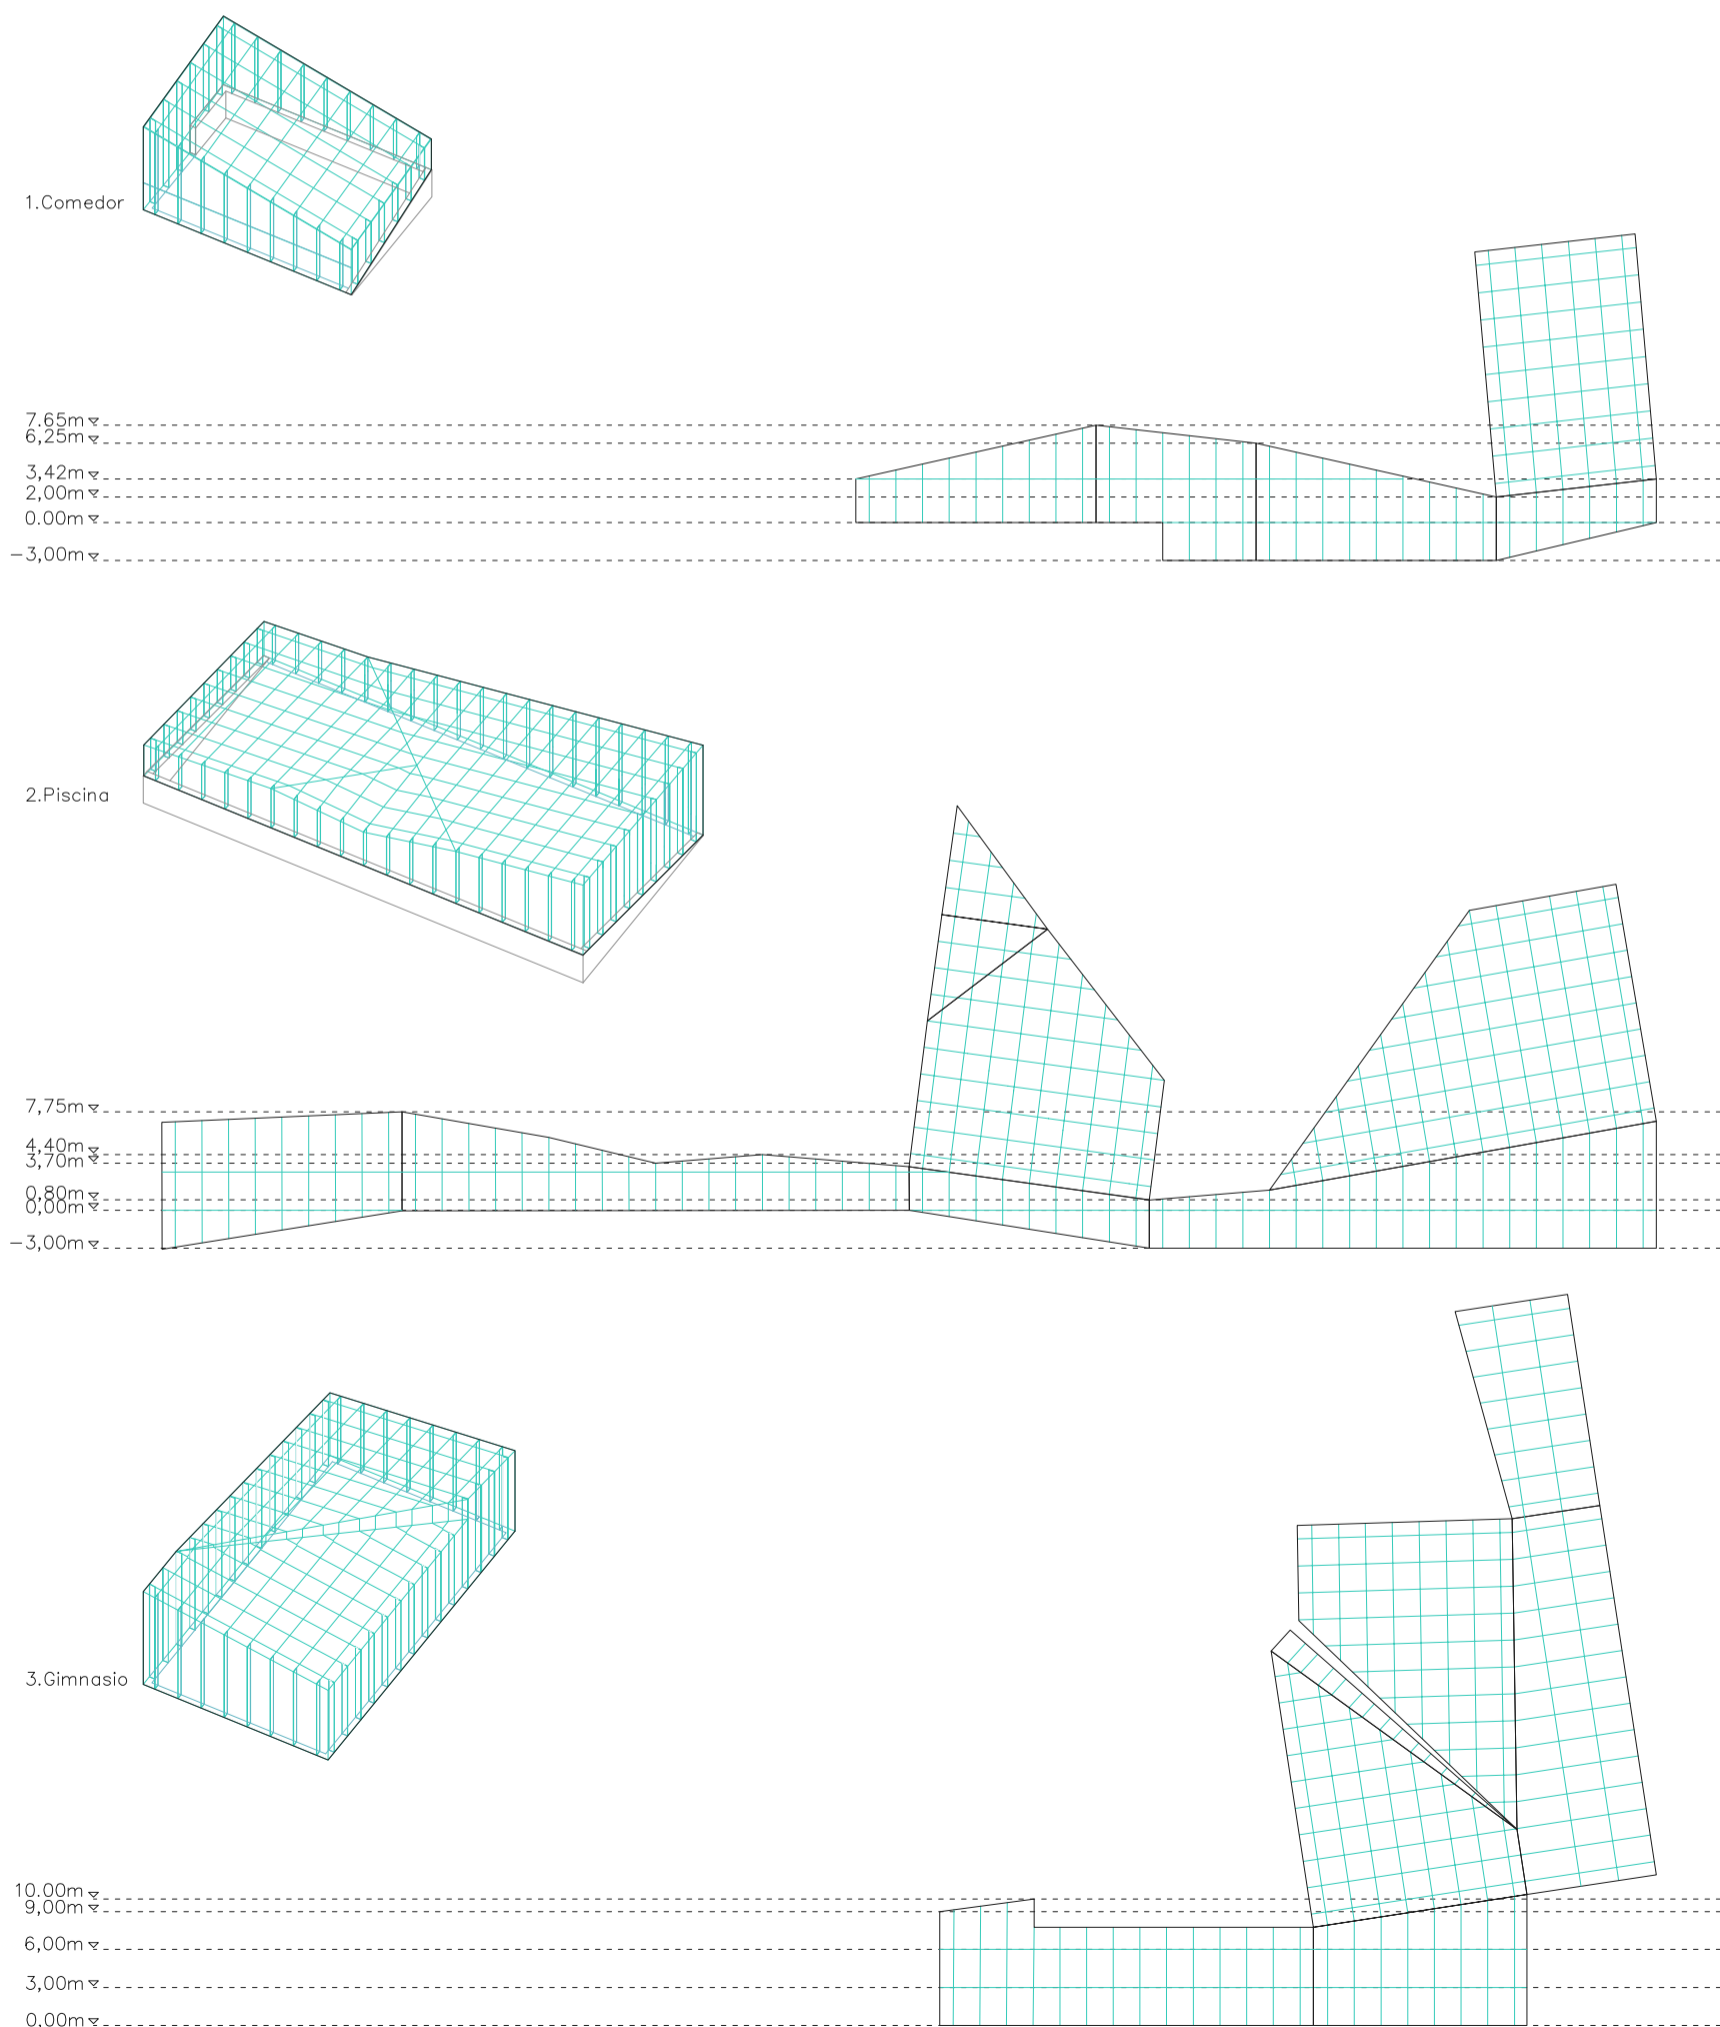 1.Comedor
7.65m
6,25m
3,42m
2,00m
0.00m
−3,00m
2.Piscina
7,75m
4,40m
3,70m
0,80m
0,00m
−3,00m
3.Gimnasio
10.00m
9,00m
6,00m
3,00m
0,00m